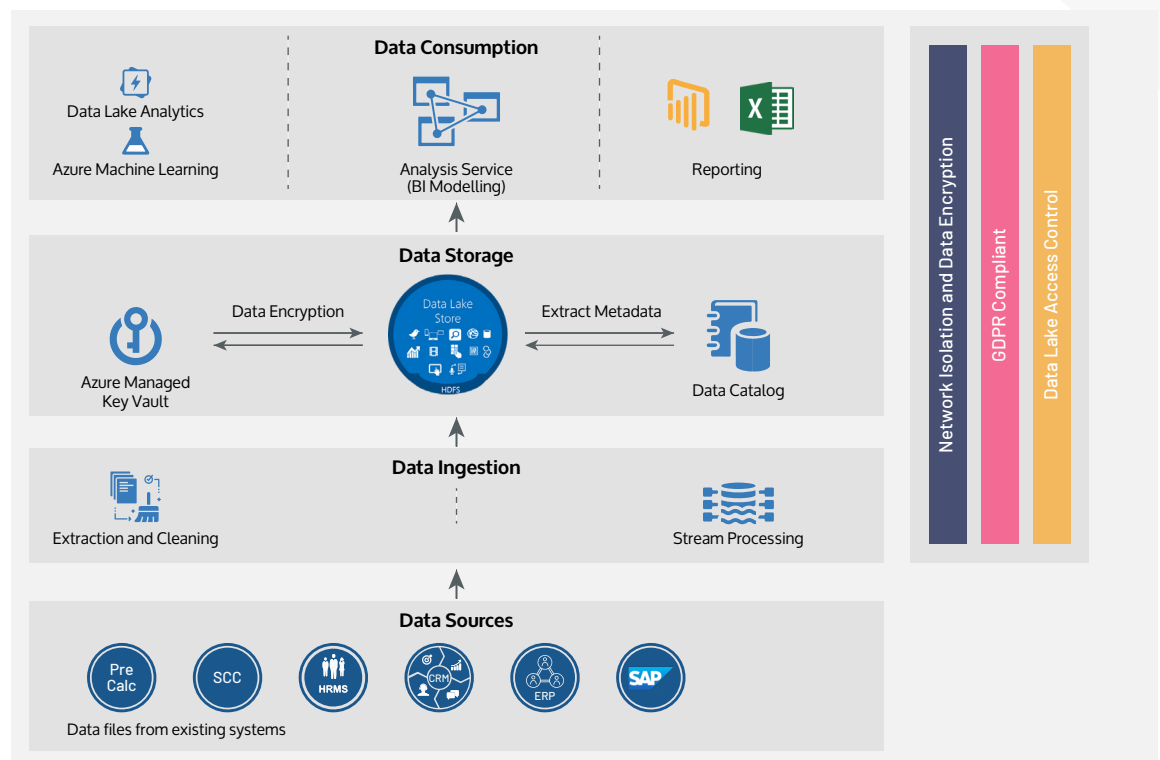 Data Consumption
Data Lake Analytics
Azure Machine Learning
Analysis Service
(BI Modelling)
X
Reporting
Data Storage
Data Encryption
Data Lake
Store
HDFS
Extract Metadata
Azure Managed
Key Vault
Data Catalog
Data Ingestion
Extraction and Cleaning
Stream Processing
Data Sources
Pre
Calc
SCC
HRMS
CRM
ERP
SAP
Data files from existing systems
Network Isolation and Data Encryption
GDPR Compliant
Data Lake Access Control